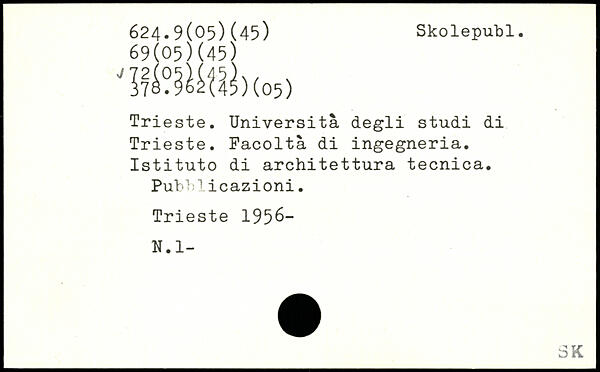 624.9(05)(45) Skolepubl.
69(05)(45)
✓72(05)(45)
378.962(45)(05)
Trieste. Università degli studi di
Trieste. Facoltà di ingegneria.
Istituto di architettura tecnica.
Pubblicazioni.
Trieste 1956-
N.1-
SK